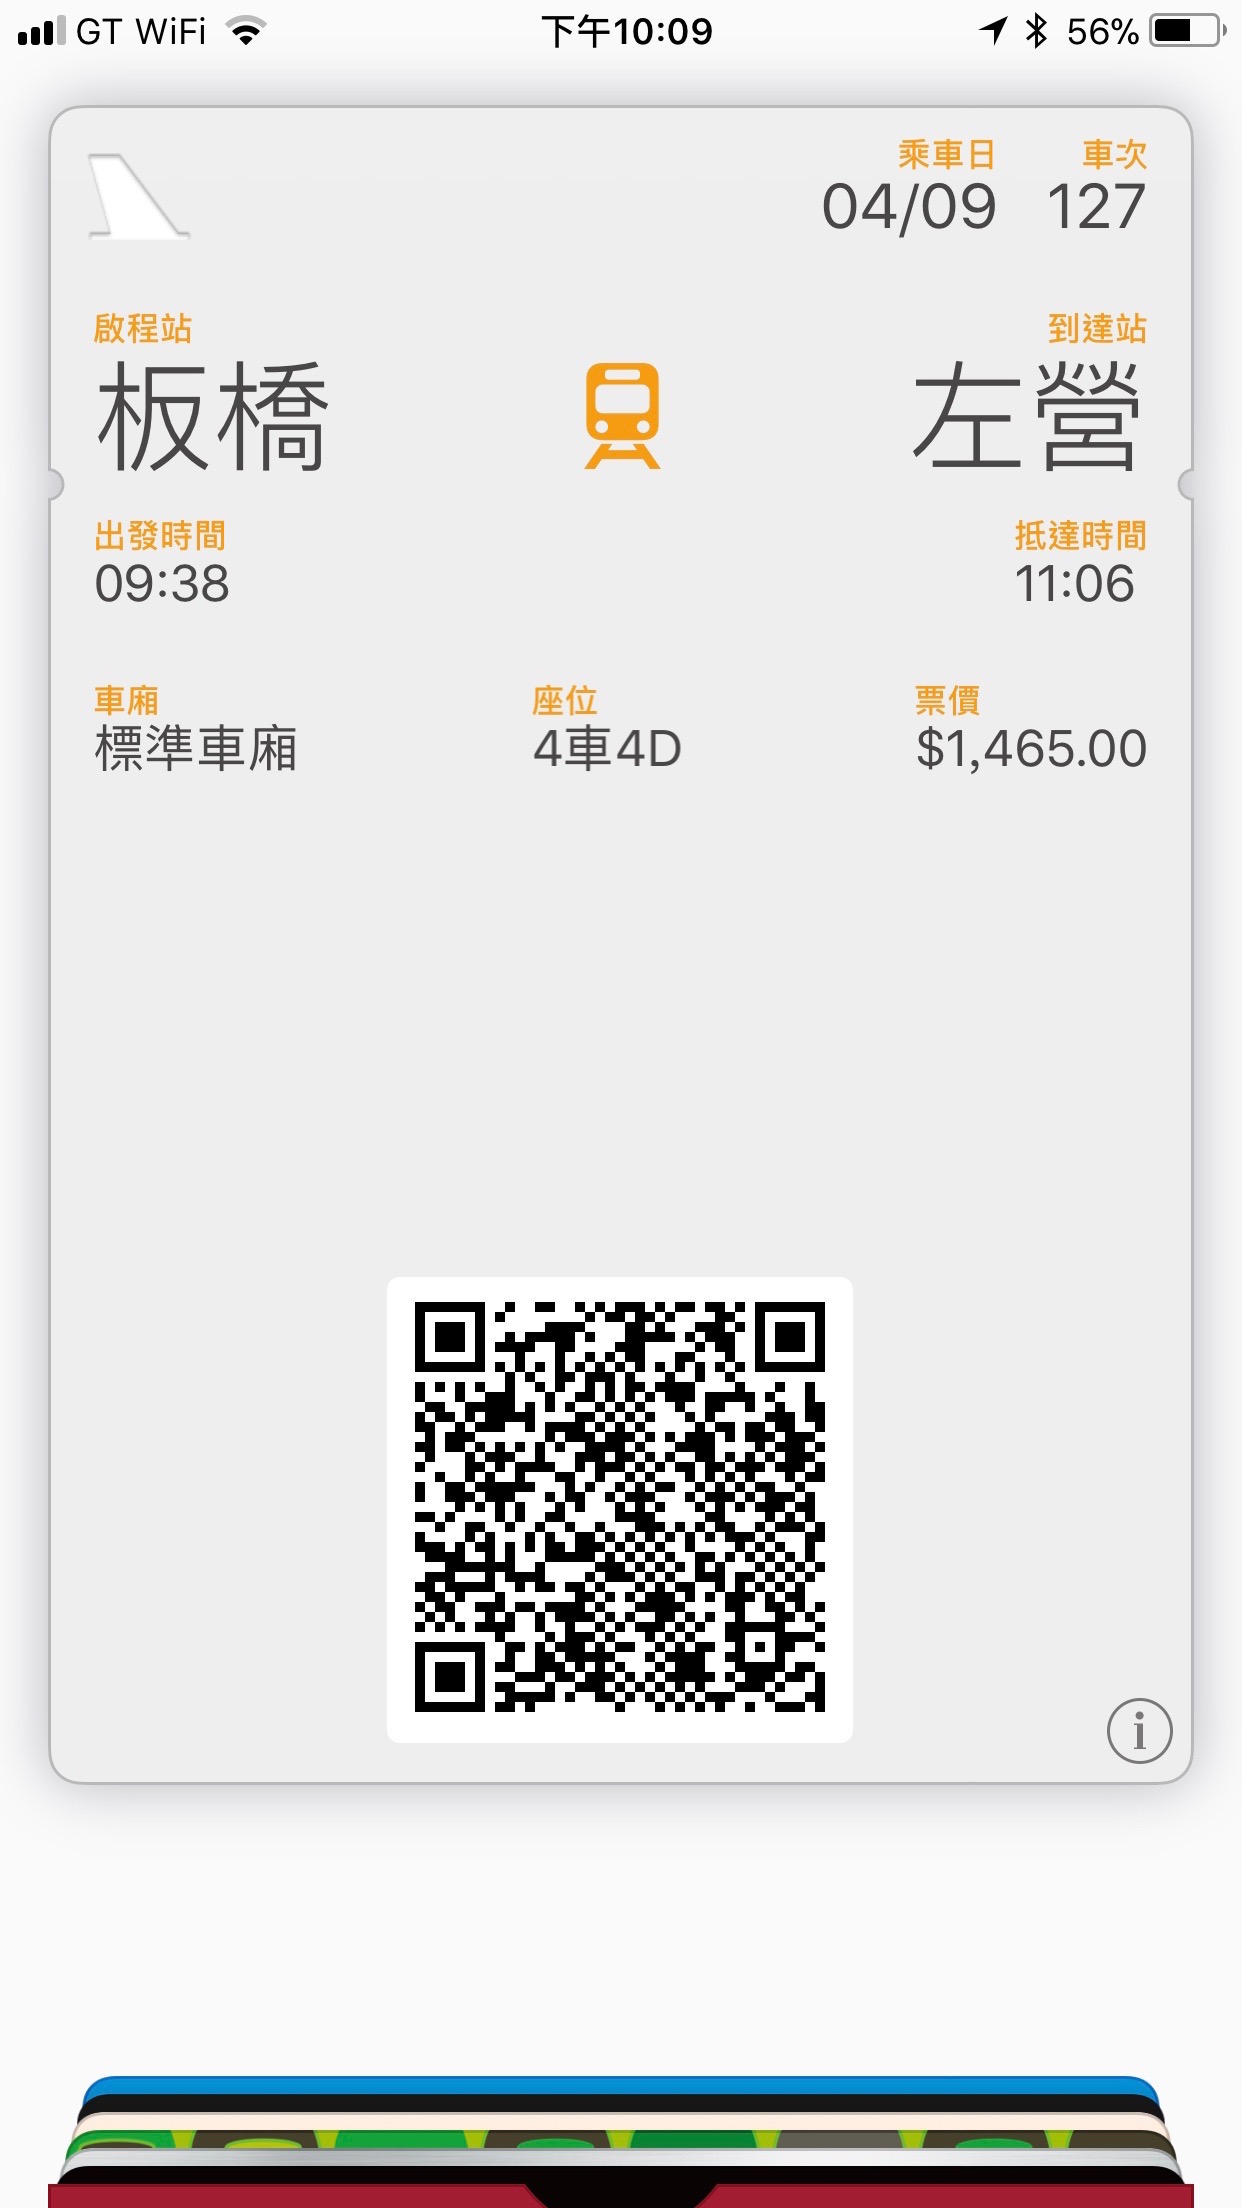 GT WiFi 下午10:09 56%
乘車日 車次
04/09 127
啟程站 到達站
板橋 左營
出發時間 抵達時間
09:38 11:06
車廂 座位 票價
標準車廂 4車4D $1,465.00
i